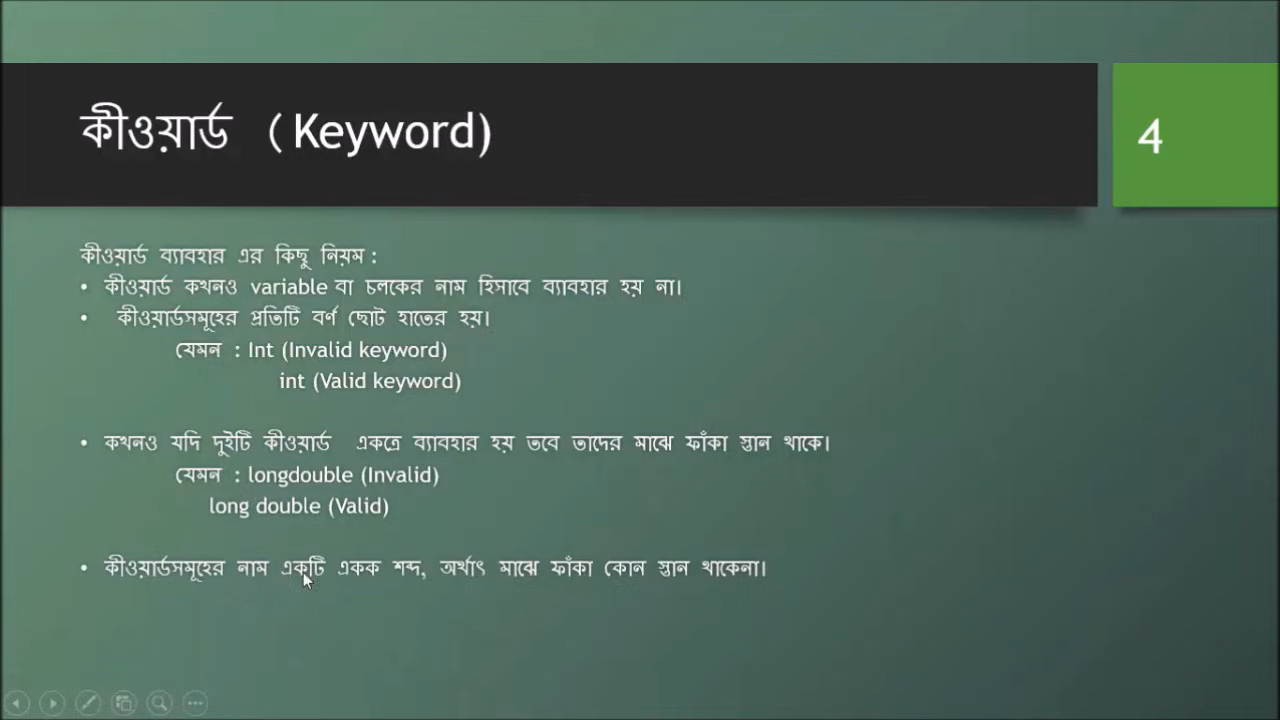 কীওয়ার্ড (Keyword)
4
কীওয়ার্ড ব্যাবহার এর কিছু নিয়ম :
• কীওয়ার্ড কখনও variable বা চলকের নাম হিসাবে ব্যাবহার হয় না।
• কীওয়ার্ডসমূহের প্রতিটি বর্ণ ছোট হাতের হয়।
যেমন : Int (Invalid keyword)
int (Valid keyword)
• কখনও যদি দুইটি কীওয়ার্ড একত্রে ব্যাবহার হয় তবে তাদের মাঝে ফাঁকা স্তান থাকে।
যেমন : longdouble (Invalid)
long double (Valid)
• কীওয়ার্ডসমূহের নাম একটি একক শব্দ, অর্থাৎ মাঝে ফাঁকা কোন স্তান থাকেনা।